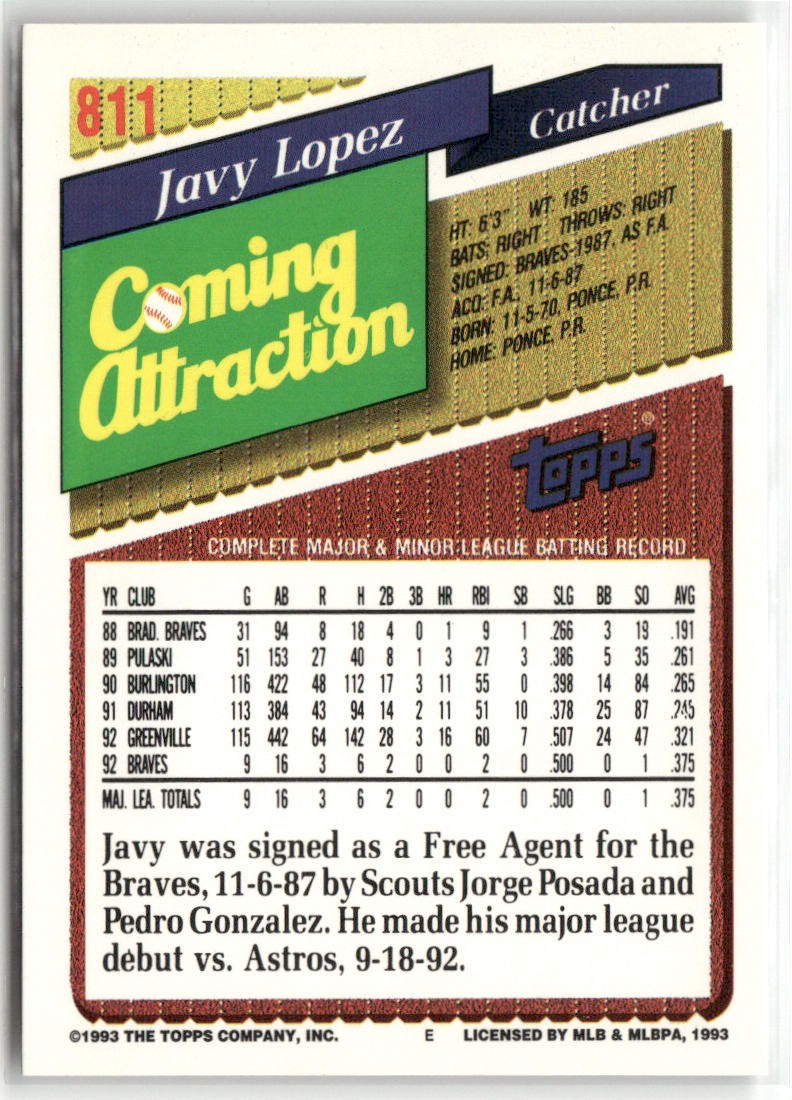 811
Javy Lopez
Catcher
Coming
Attraction
HT: 6'3" WT: 185
BATS: RIGHT THROWS: RIGHT
SIGNED: BRAVES-1987, AS F.A.
ACQ: F.A., 11-6-87
BORN: 11-5-70, PONCE, P.R.
HOME: PONCE, P.R.
topps®
COMPLETE MAJOR & MINOR LEAGUE BATTING RECORD
YR CLUB G AB R H 2B 3B HR RBI SB SLG BB SO AVG
88 BRAD. BRAVES 31 94 8 18 4 0 1 9 1 .266 3 19 .191
89 PULASKI 51 153 27 40 8 1 3 27 3 .386 5 35 .261
90 BURLINGTON 116 422 48 112 17 3 11 55 0 .398 14 84 .265
91 DURHAM 113 384 43 94 14 2 11 51 10 .378 25 87 .245
92 GREENVILLE 115 442 64 142 28 3 16 60 7 .507 24 47 .321
92 BRAVES 9 16 3 6 2 0 0 2 0 .500 0 1 .375
MAJ. LEA. TOTALS 9 16 3 6 2 0 0 2 0 .500 0 1 .375
Javy was signed as a Free Agent for the
Braves, 11-6-87 by Scouts Jorge Posada and
Pedro Gonzalez. He made his major league
debut vs. Astros, 9-18-92.
©1993 THE TOPPS COMPANY, INC. E LICENSED BY MLB & MLBPA, 1993